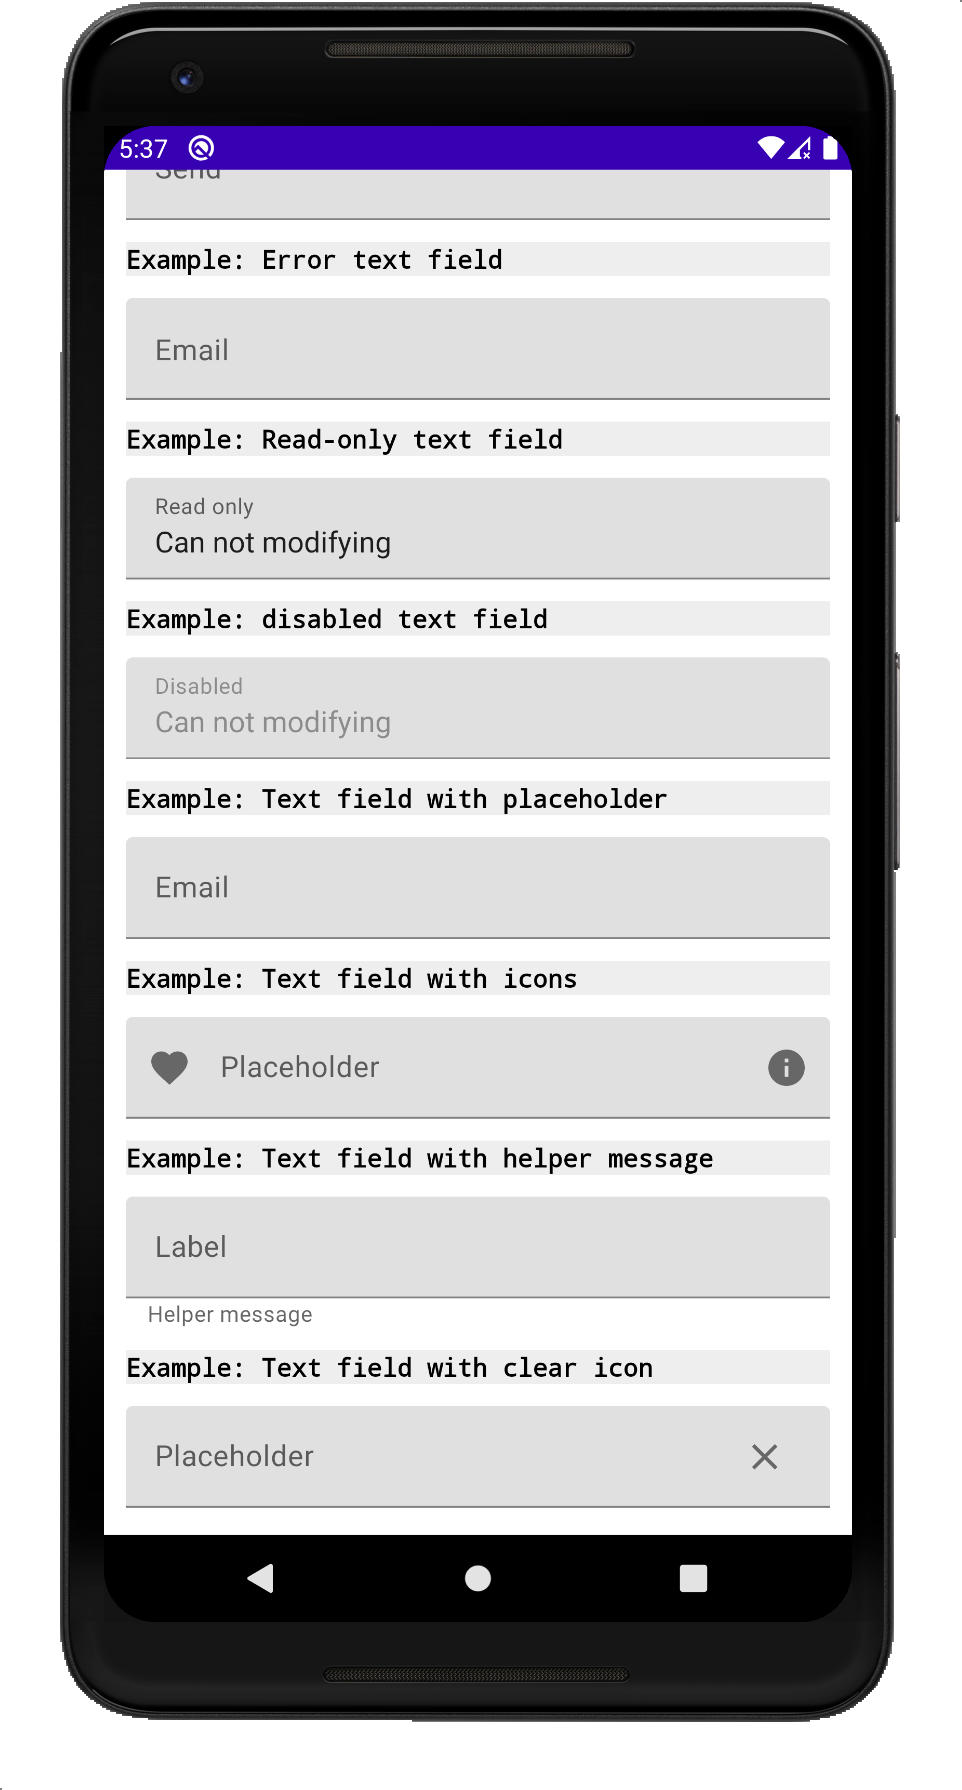 5:37
Send
Example: Error text field
Email
Example: Read-only text field
Read only
Can not modifying
Example: disabled text field
Disabled
Can not modifying
Example: Text field with placeholder
Email
Example: Text field with icons
Placeholder
Example: Text field with helper message
Label
Helper message
Example: Text field with clear icon
Placeholder